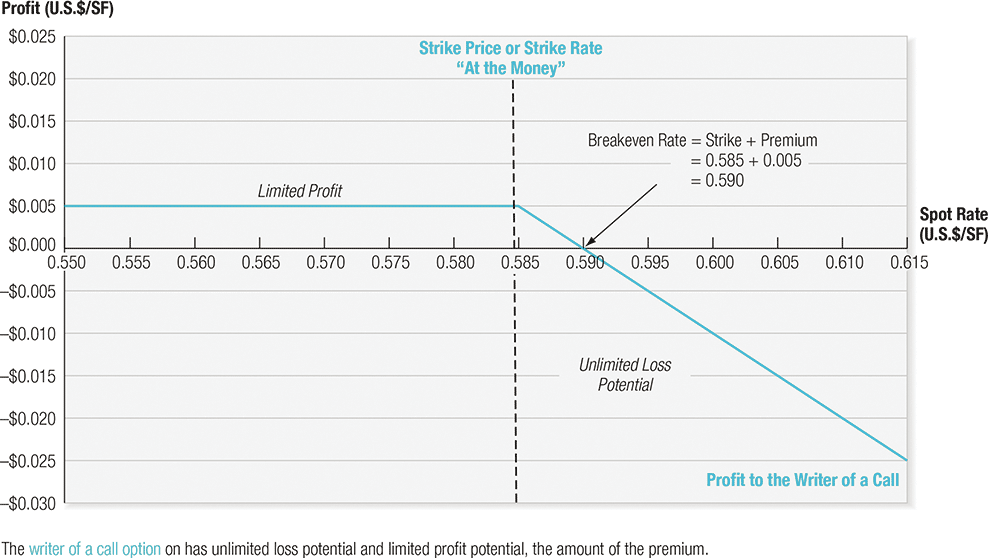 Profit (U.S.$/SF)
$0.025
$0.020
$0.015
$0.010
$0.005
$0.000
–$0.005
–$0.010
–$0.015
–$0.020
–$0.025
–$0.030
Strike Price or Strike Rate
“At the Money”
Breakeven Rate = Strike + Premium
= 0.585 + 0.005
= 0.590
Limited Profit
Spot Rate
(U.S.$/SF)
0.550 0.555 0.560 0.565 0.570 0.575 0.580 0.585 0.590 0.595 0.600 0.605 0.610 0.615
Unlimited Loss
Potential
Profit to the Writer of a Call
The writer of a call option on has unlimited loss potential and limited profit potential, the amount of the premium.